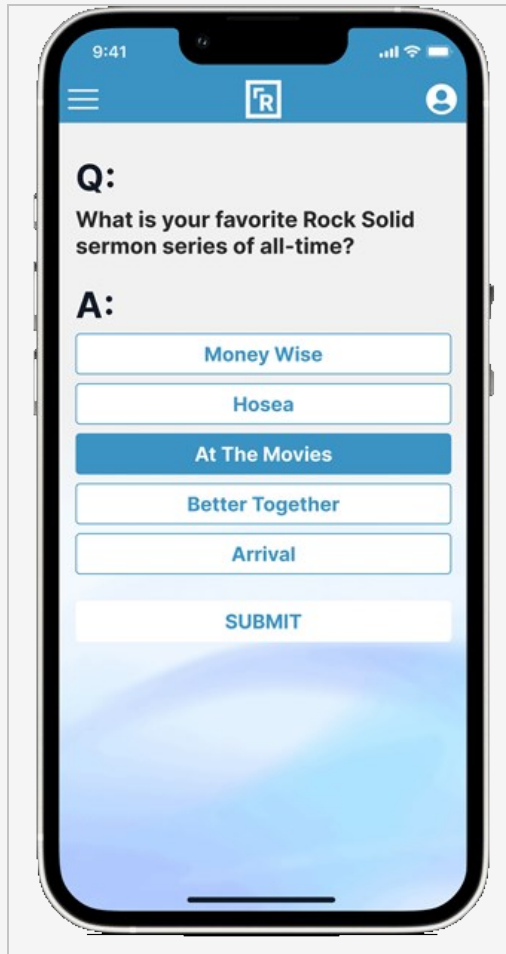 9:41
R
Q:
What is your favorite Rock Solid
sermon series of all-time?
A:
Money Wise
Hosea
At The Movies
Better Together
Arrival
SUBMIT